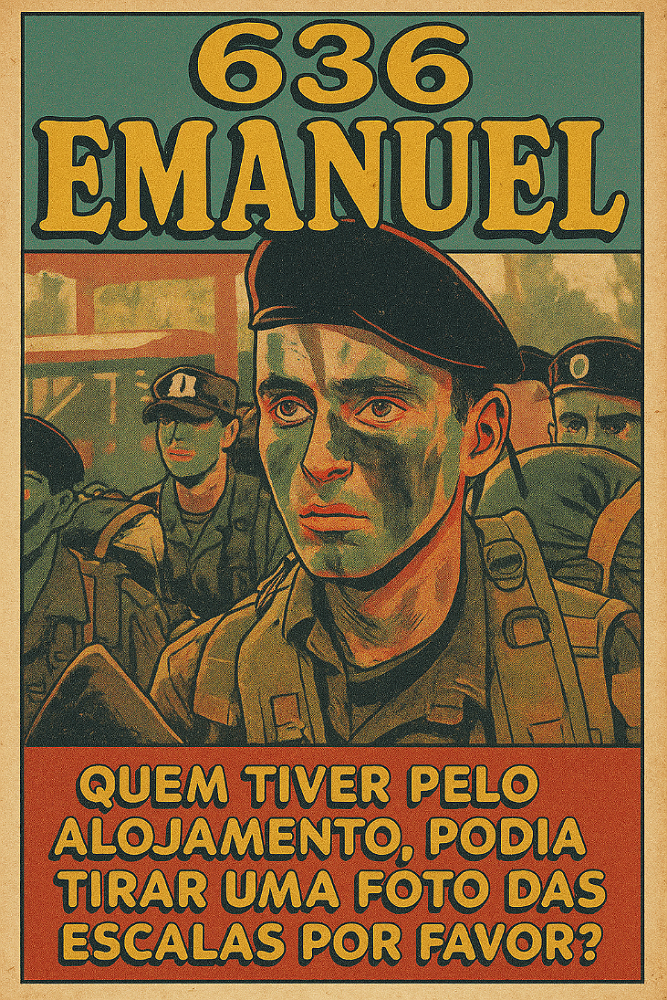 636
EMANUEL
QUEM TIVER PELO
ALOJAMENTO, PODIA
TIRAR UMA FOTO DAS
ESCALAS POR FAVOR?